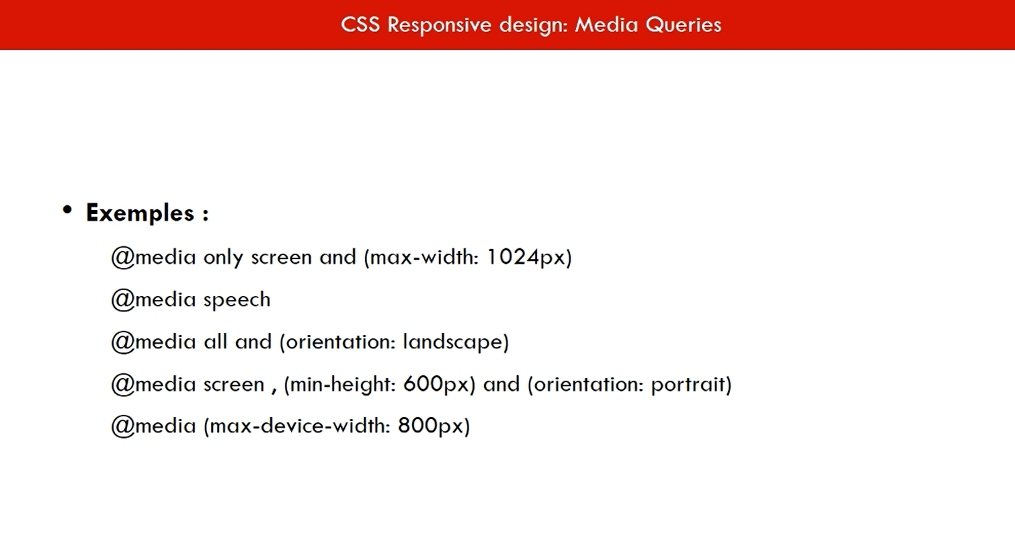 CSS Responsive design: Media Queries
• Exemples :
@media only screen and (max-width: 1024px)
@media speech
@media all and (orientation: landscape)
@media screen , (min-height: 600px) and (orientation: portrait)
@media (max-device-width: 800px)